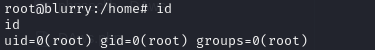 root@blurry:/home# id
id
uid=0(root) gid=0(root) groups=0(root)